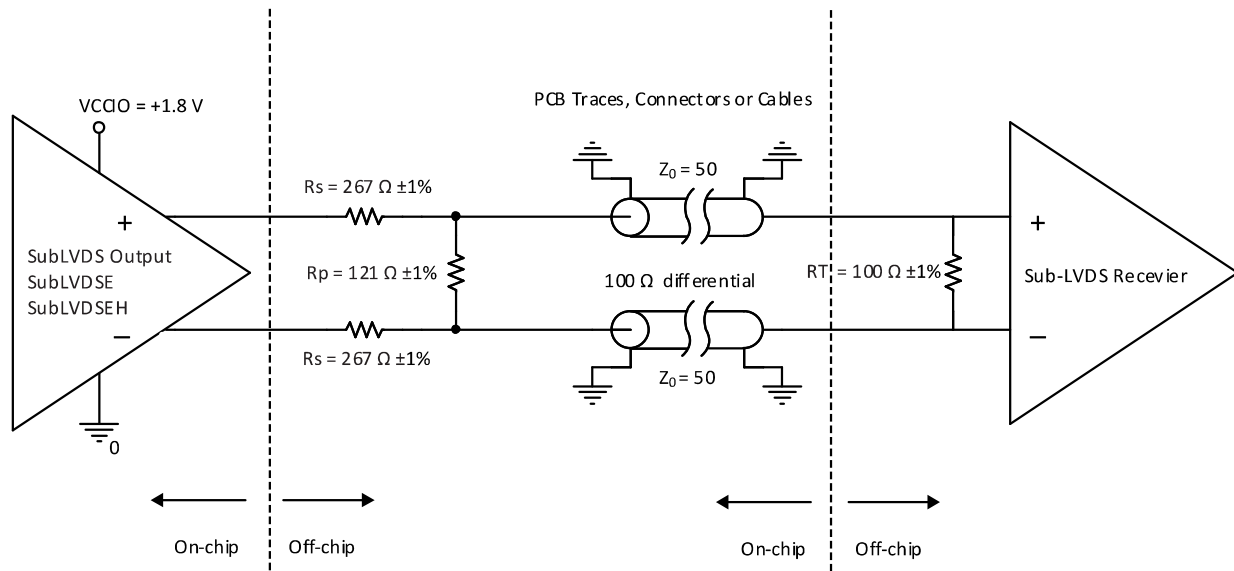 VCCIO = +1.8 V
PCB Traces, Connectors or Cables
Z₀ = 50
Rs = 267 Ω ±1%
+
+
SubLVDS Output
SubLVDSE
SubLVDSEH
Rp = 121 Ω ±1%
100 Ω differential
RT = 100 Ω ±1%
Sub-LVDS Recevier
−
−
Rs = 267 Ω ±1%
Z₀ = 50
0
On-chip
Off-chip
On-chip
Off-chip